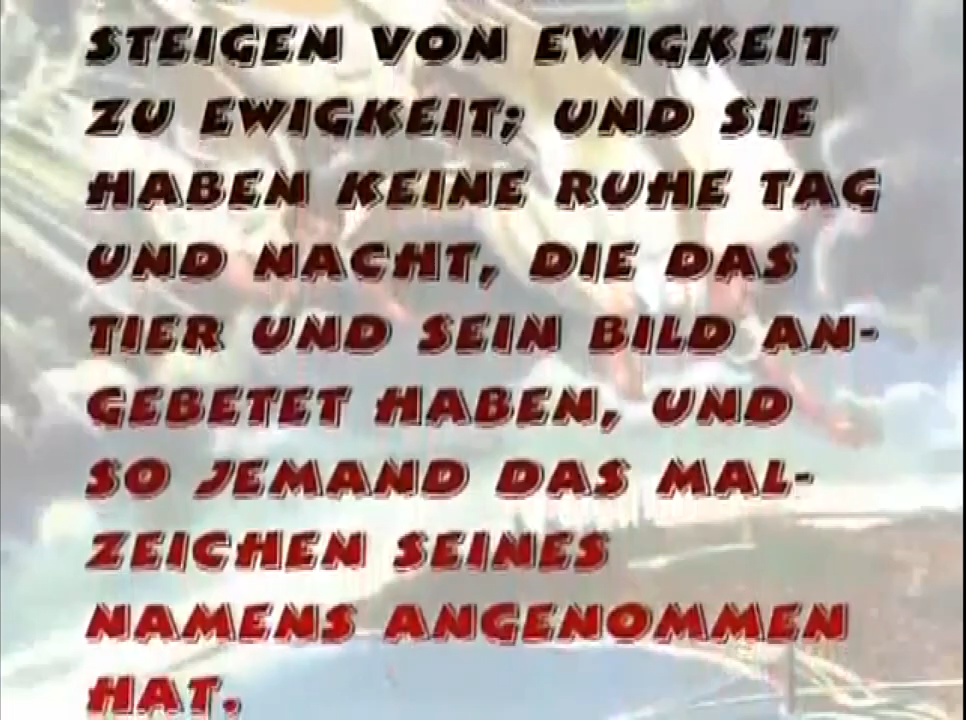 STEIGEN VON EWIGKEIT
ZU EWIGKEIT; UND SIE
HABEN KEINE RUHE TAG
UND NACHT, DIE DAS
TIER UND SEIN BILD AN-
GEBETET HABEN, UND
SO JEMAND DAS MAL-
ZEICHEN SEINES
NAMENS ANGENOMMEN
HAT.